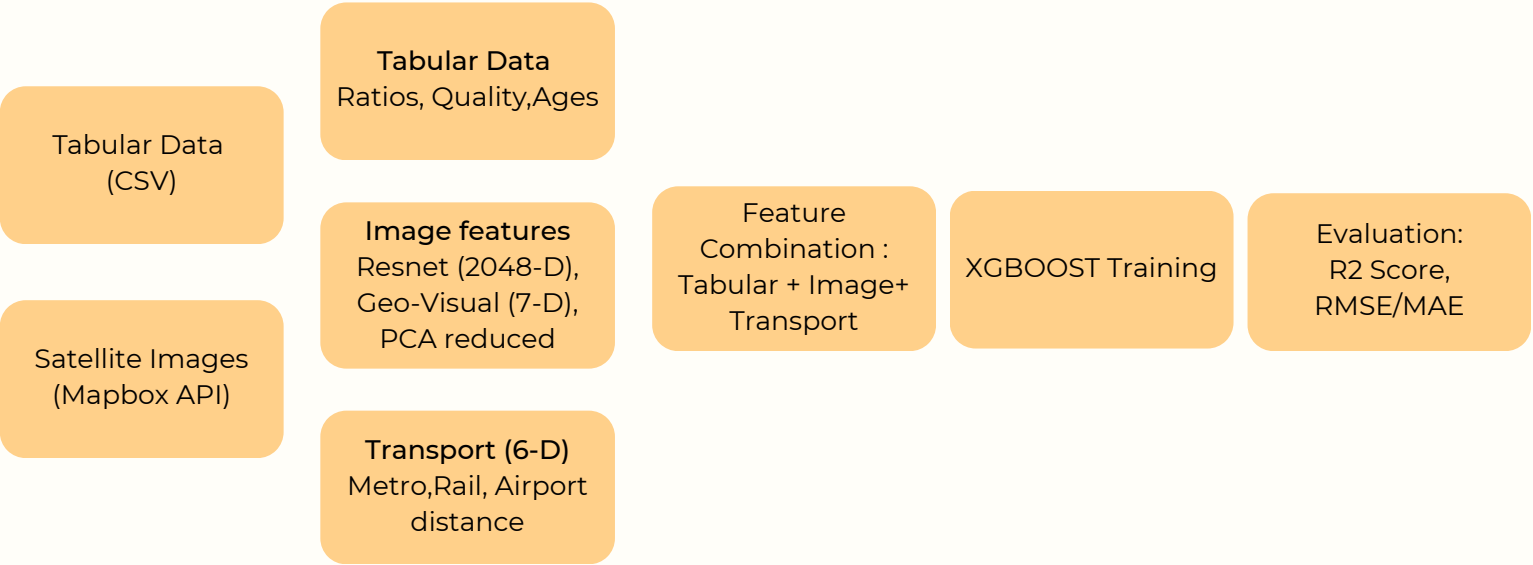 Tabular Data
(CSV)
Satellite Images
(Mapbox API)
Tabular Data
Ratios, Quality,Ages
Image features
Resnet (2048-D),
Geo-Visual (7-D),
PCA reduced
Transport (6-D)
Metro,Rail, Airport
distance
Feature
Combination :
Tabular + Image+
Transport
XGBOOST Training
Evaluation:
R2 Score,
RMSE/MAE